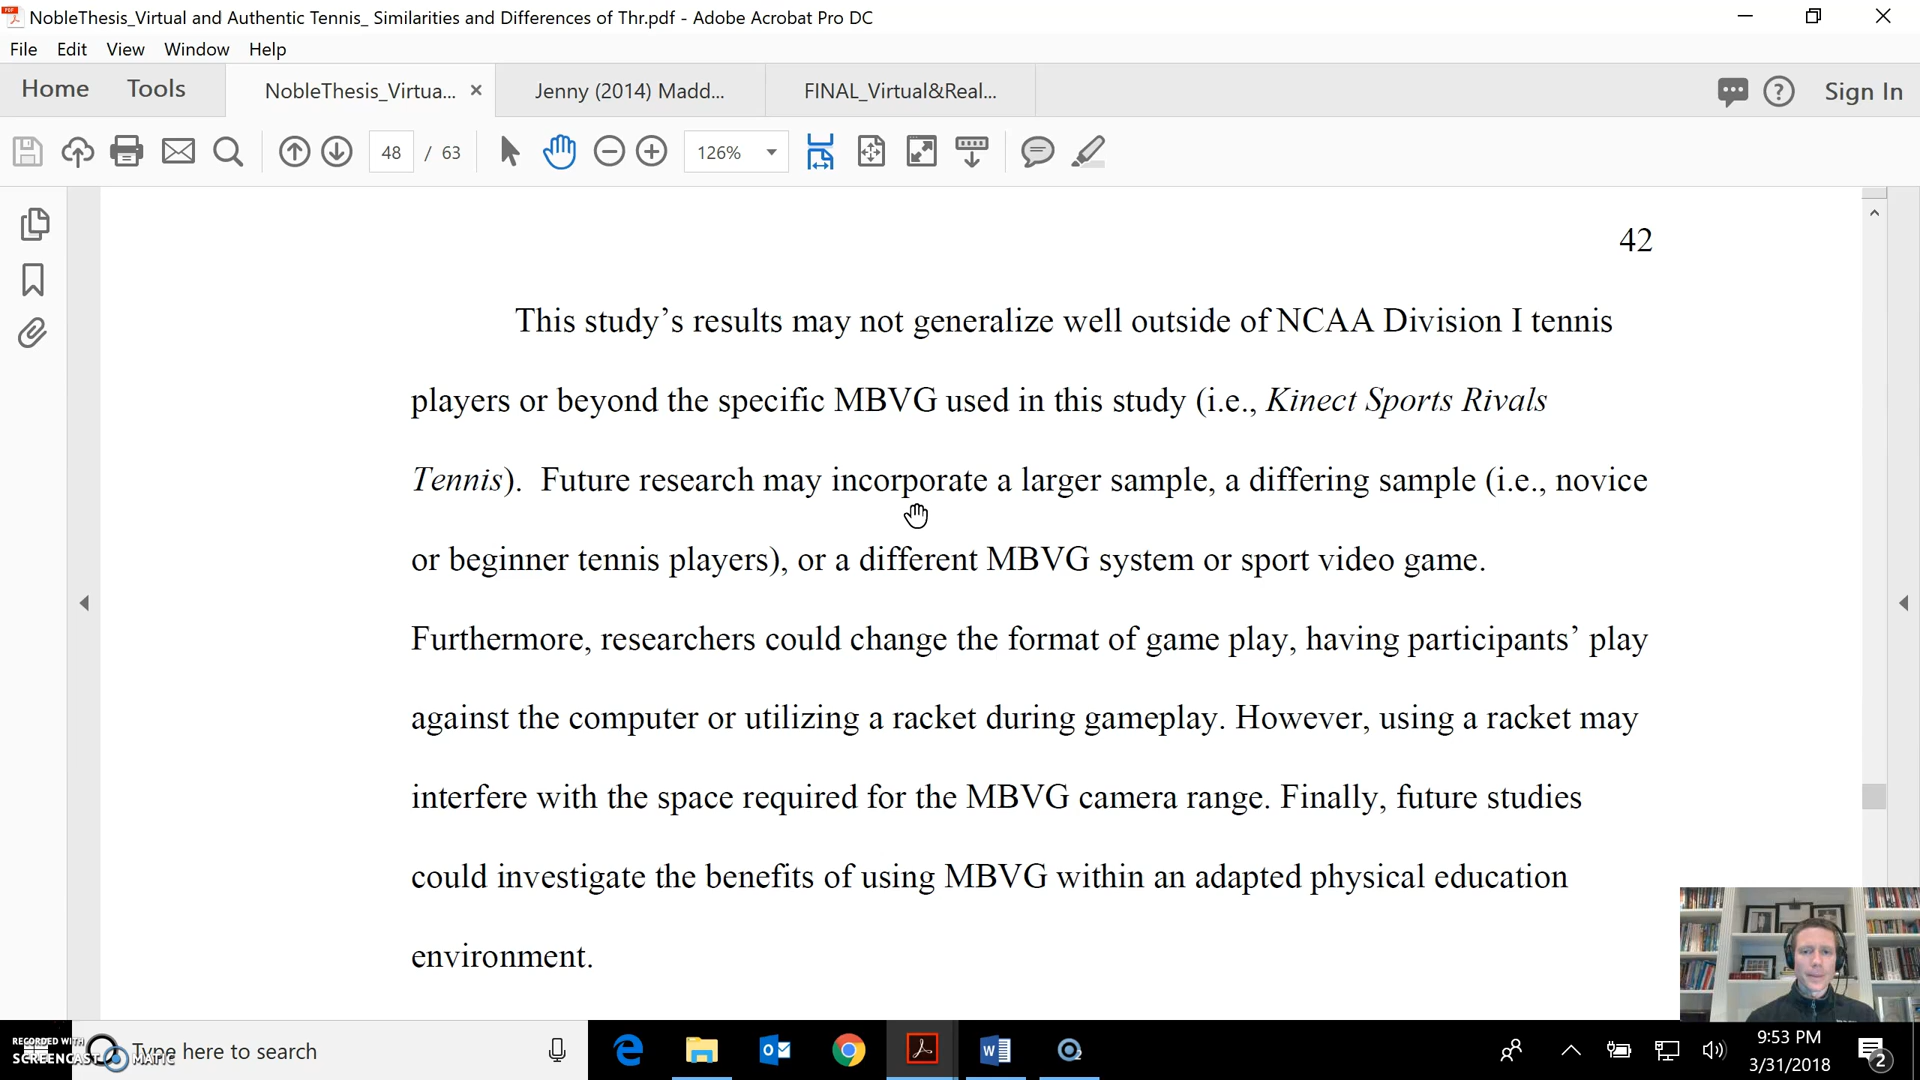 NobleThesis_Virtual and Authentic Tennis_ Similarities and Differences of Thr.pdf - Adobe Acrobat Pro DC
File Edit View Window Help
Home Tools NobleThesis_Virtua... × Jenny (2014) Madd... FINAL_Virtual&Real... ? Sign In
48 / 63 126%
42
This study’s results may not generalize well outside of NCAA Division I tennis
players or beyond the specific MBVG used in this study (i.e., Kinect Sports Rivals
Tennis). Future research may incorporate a larger sample, a differing sample (i.e., novice
or beginner tennis players), or a different MBVG system or sport video game.
Furthermore, researchers could change the format of game play, having participants’ play
against the computer or utilizing a racket during gameplay. However, using a racket may
interfere with the space required for the MBVG camera range. Finally, future studies
could investigate the benefits of using MBVG within an adapted physical education
environment.
RECORDED WITH
SCREENCAST MATIC
Type here to search
9:53 PM
3/31/2018
2